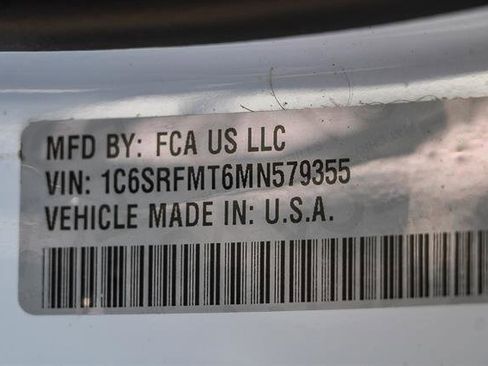 MFD BY: FCA US LLC
VIN: 1C6SRFMT6MN579355
VEHICLE MADE IN: U.S.A.